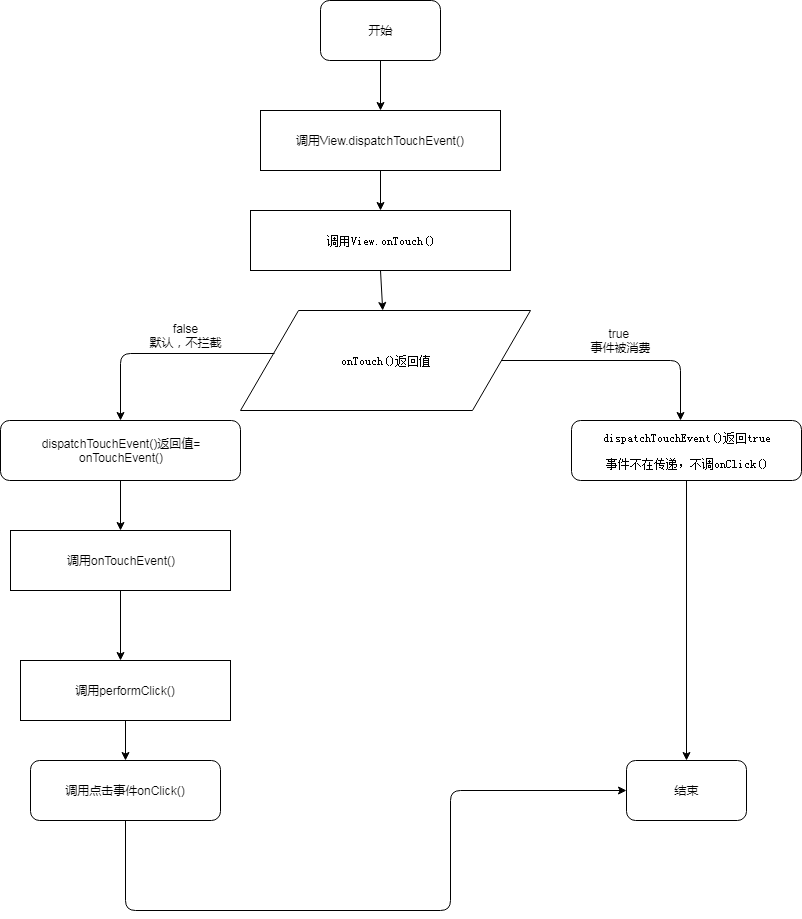 开始
调用View.dispatchTouchEvent()
调用View.onTouch()
false
默认，不拦截
true
事件被消费
onTouch()返回值
dispatchTouchEvent()返回值=
onTouchEvent()
dispatchTouchEvent()返回true
事件不在传递，不调onClick()
调用onTouchEvent()
调用performClick()
调用点击事件onClick()
结束